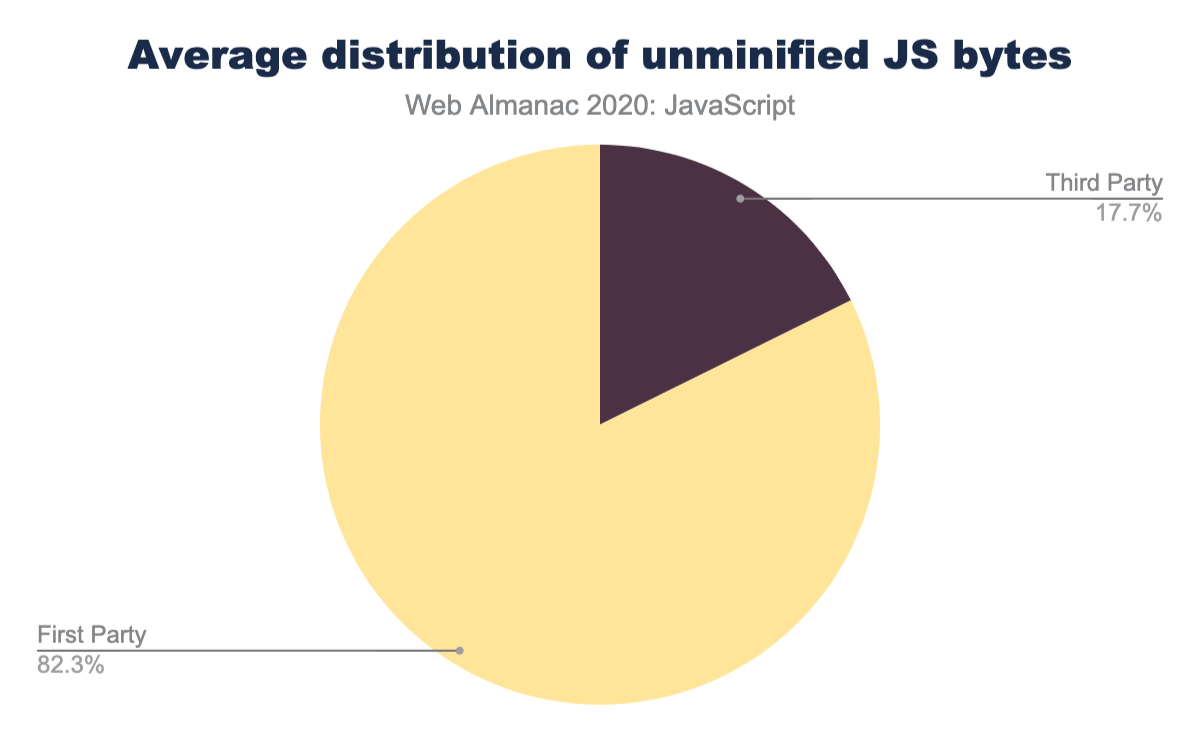 Average distribution of unminified JS bytes
Web Almanac 2020: JavaScript
Third Party
17.7%
First Party
82.3%